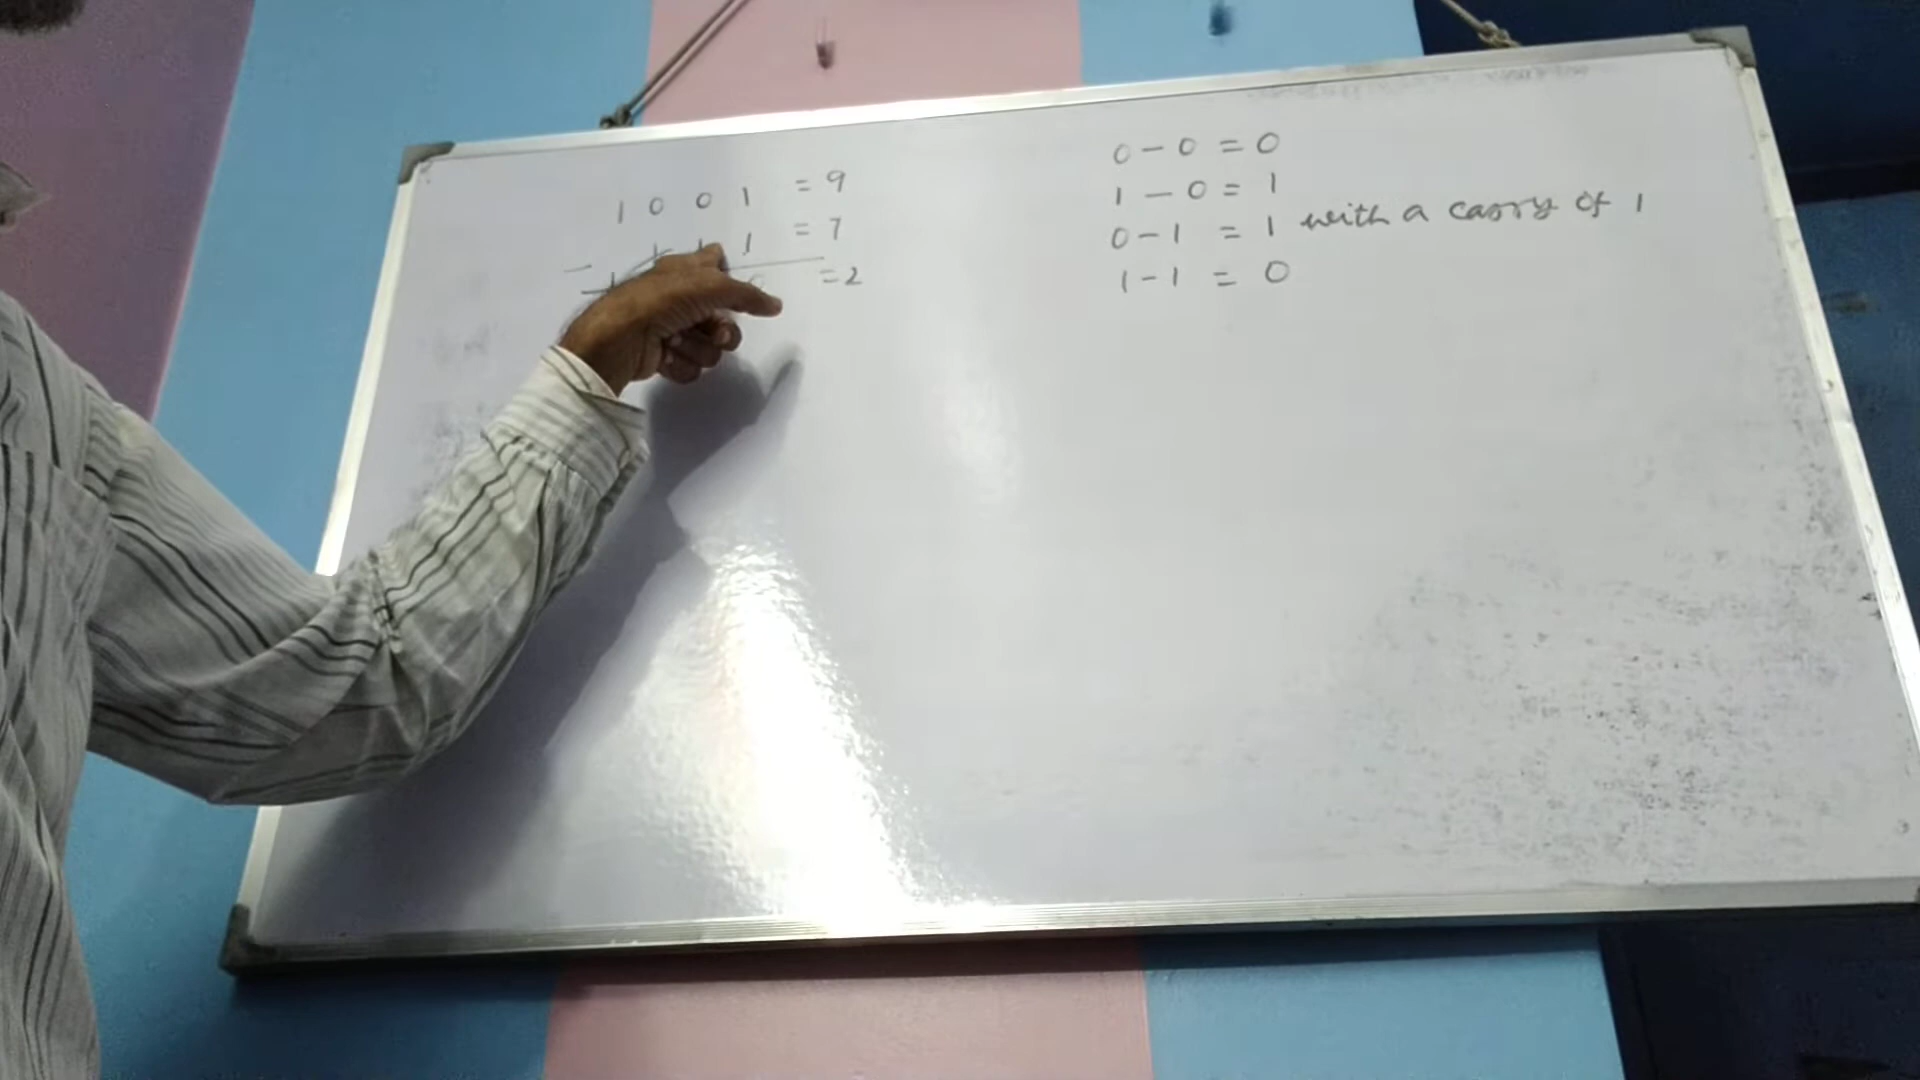 1 0 0 1 = 9
- 1 1 1 = 7
0 = 2
0 - 0 = 0
1 - 0 = 1
0 - 1 = 1 with a carry of 1
1 - 1 = 0